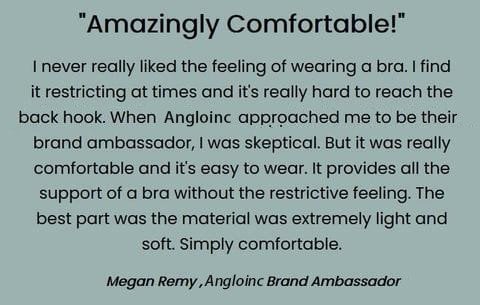 "Amazingly Comfortable!"
I never really liked the feeling of wearing a bra. I find
it restricting at times and it's really hard to reach the
back hook. When Angloinc approached me to be their
brand ambassador, I was skeptical. But it was really
comfortable and it's easy to wear. It provides all the
support of a bra without the restrictive feeling. The
best part was the material was extremely light and
soft. Simply comfortable.
Megan Remy , Angloinc Brand Ambassador